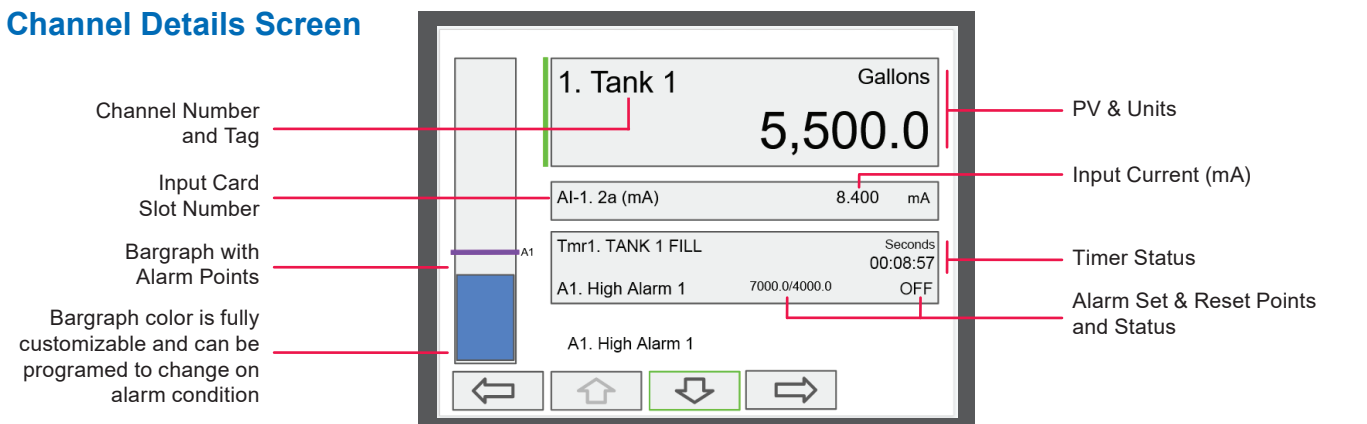 Channel Details Screen
Channel Number
and Tag
Input Card
Slot Number
Bargraph with
Alarm Points
Bargraph color is fully
customizable and can be
programed to change on
alarm condition
A1
1. Tank 1
Gallons
5,500.0
AI-1. 2a (mA) 8.400 mA
Tmr1. TANK 1 FILL
Seconds
00:08:57
A1. High Alarm 1 7000.0/4000.0 OFF
A1. High Alarm 1
PV & Units
Input Current (mA)
Timer Status
Alarm Set & Reset Points
and Status